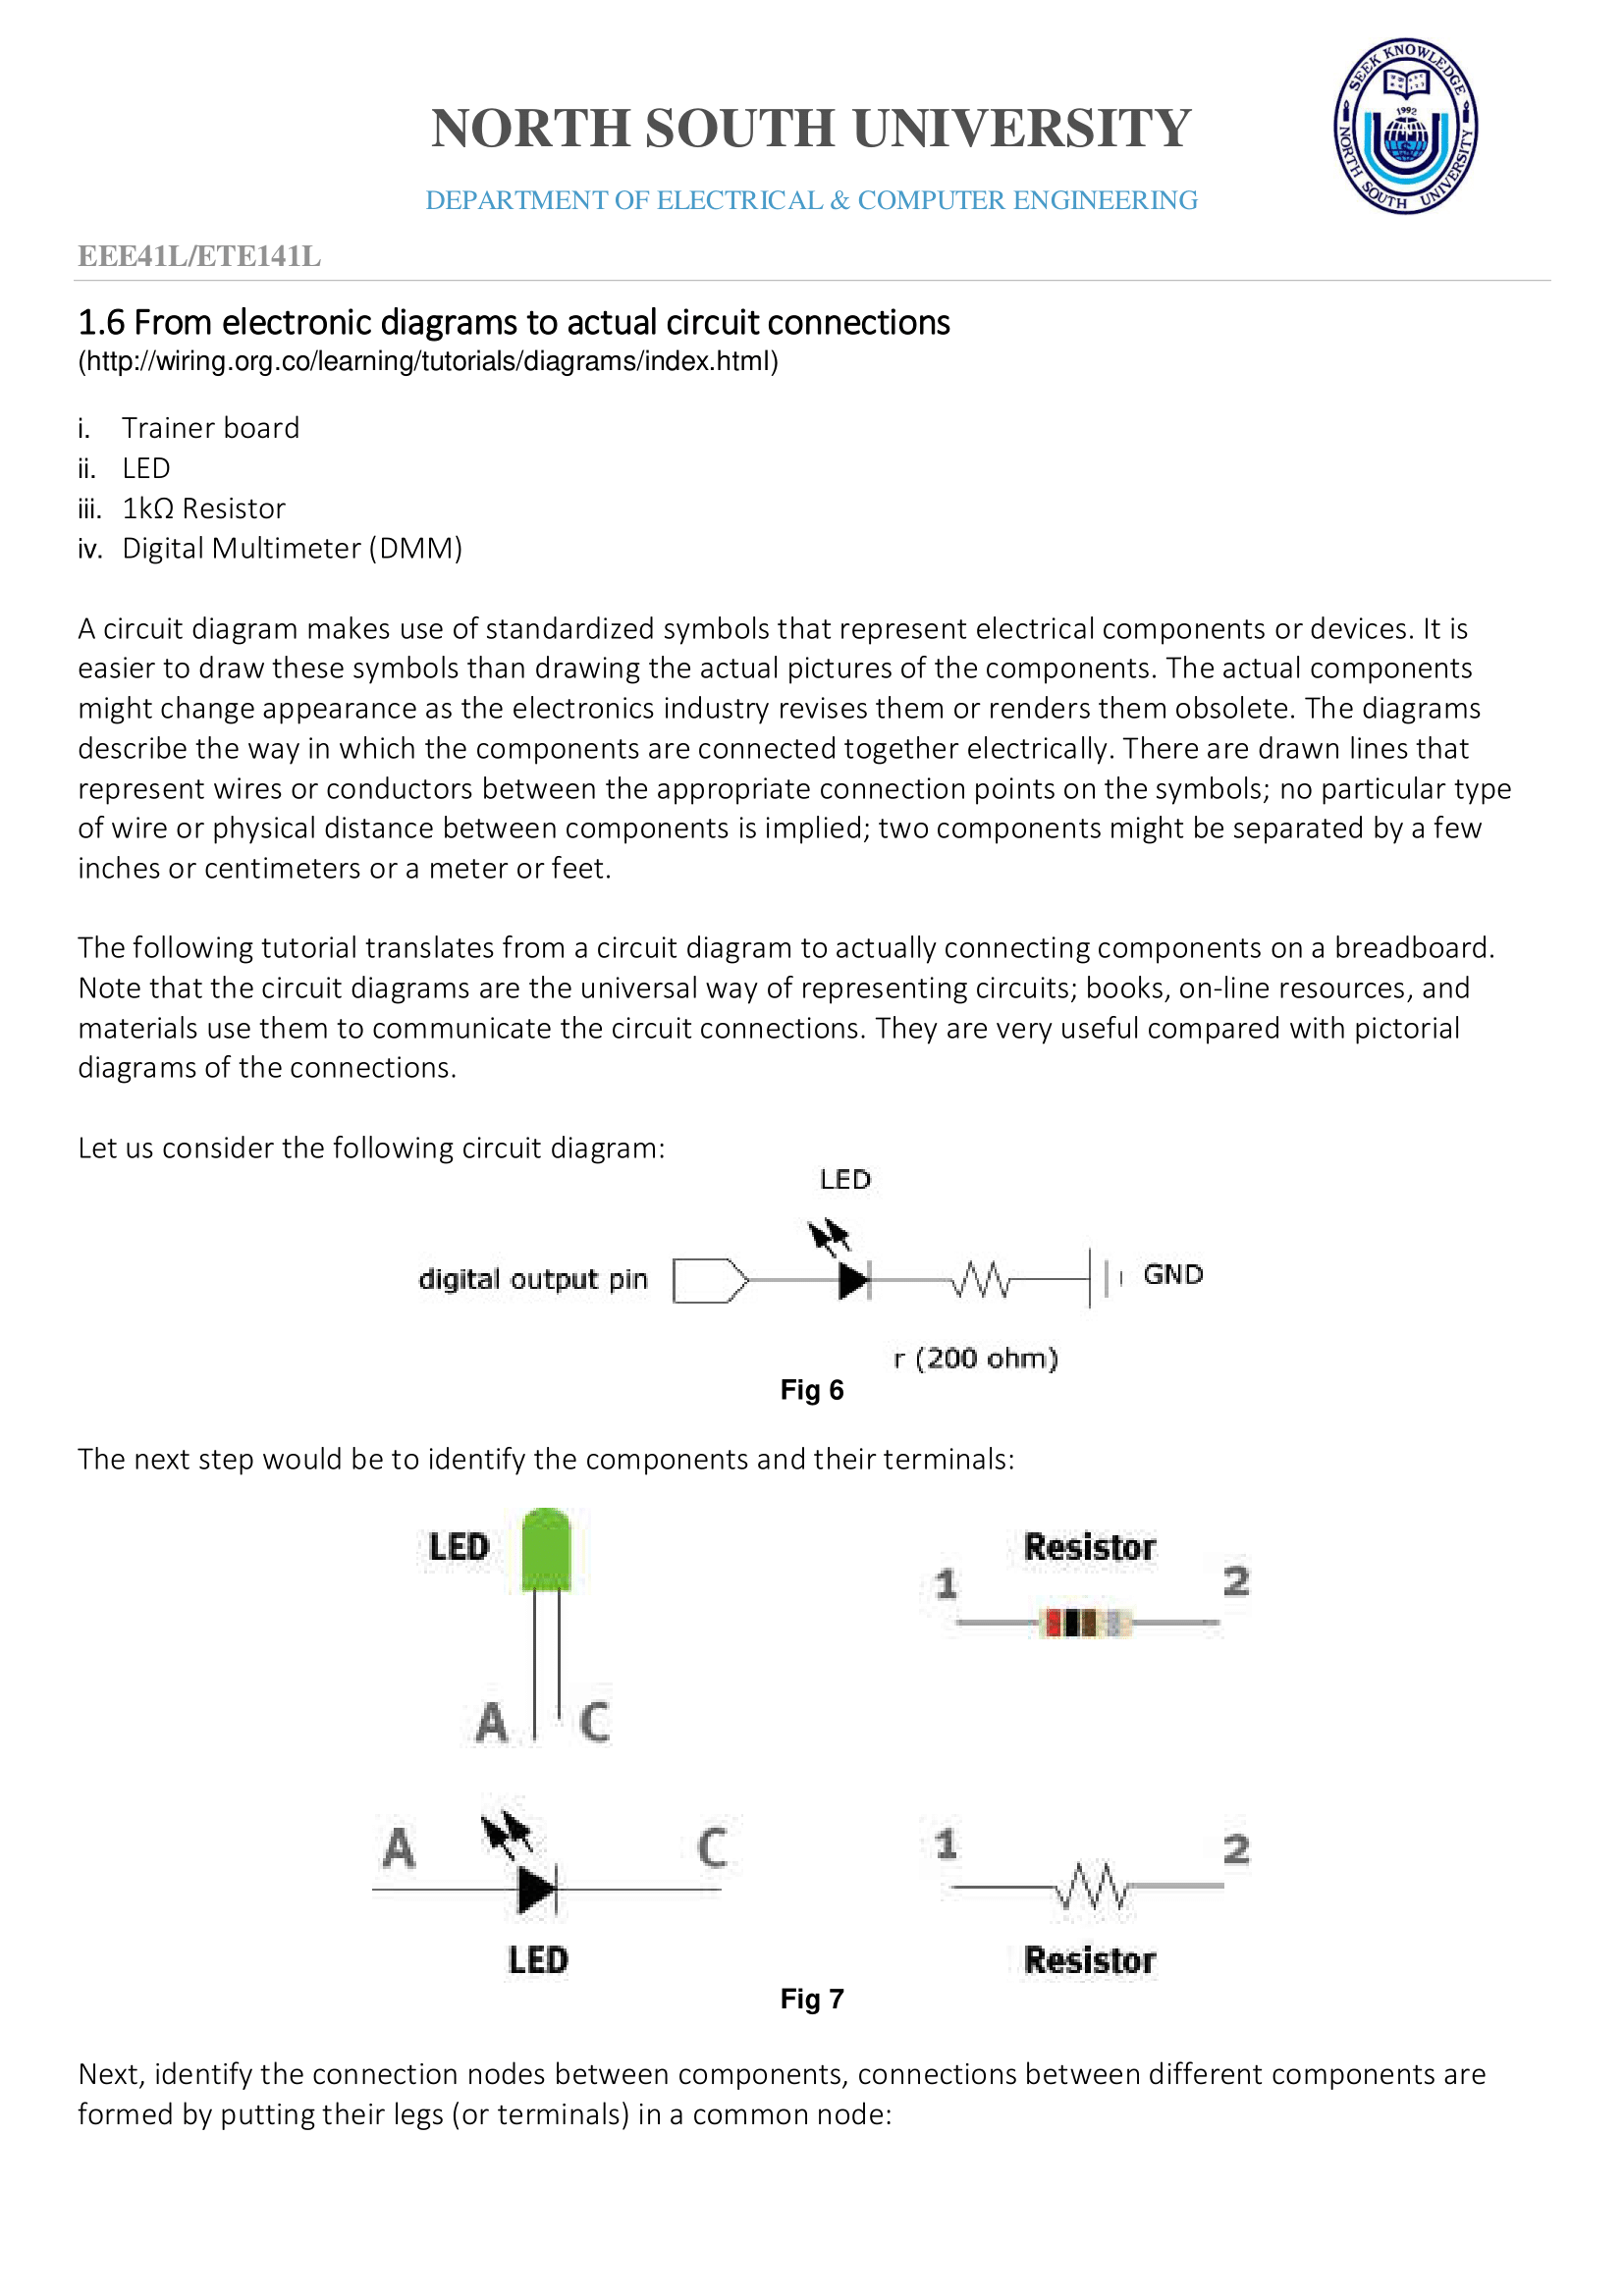 NORTH SOUTH UNIVERSITY
SEEK KNOWLEDGE
1992
NORTH SOUTH UNIVERSITY
DEPARTMENT OF ELECTRICAL & COMPUTER ENGINEERING
EEE41L/ETE141L
1.6 From electronic diagrams to actual circuit connections
(http://wiring.org.co/learning/tutorials/diagrams/index.html)
i. Trainer board
ii. LED
iii. 1kΩ Resistor
iv. Digital Multimeter (DMM)
A circuit diagram makes use of standardized symbols that represent electrical components or devices. It is
easier to draw these symbols than drawing the actual pictures of the components. The actual components
might change appearance as the electronics industry revises them or renders them obsolete. The diagrams
describe the way in which the components are connected together electrically. There are drawn lines that
represent wires or conductors between the appropriate connection points on the symbols; no particular type
of wire or physical distance between components is implied; two components might be separated by a few
inches or centimeters or a meter or feet.
The following tutorial translates from a circuit diagram to actually connecting components on a breadboard.
Note that the circuit diagrams are the universal way of representing circuits; books, on-line resources, and
materials use them to communicate the circuit connections. They are very useful compared with pictorial
diagrams of the connections.
Let us consider the following circuit diagram:
LED
digital output pin
GND
r (200 ohm)
Fig 6
The next step would be to identify the components and their terminals:
LED
Resistor
1 2
A C
A C
1 2
LED
Resistor
Fig 7
Next, identify the connection nodes between components, connections between different components are
formed by putting their legs (or terminals) in a common node: